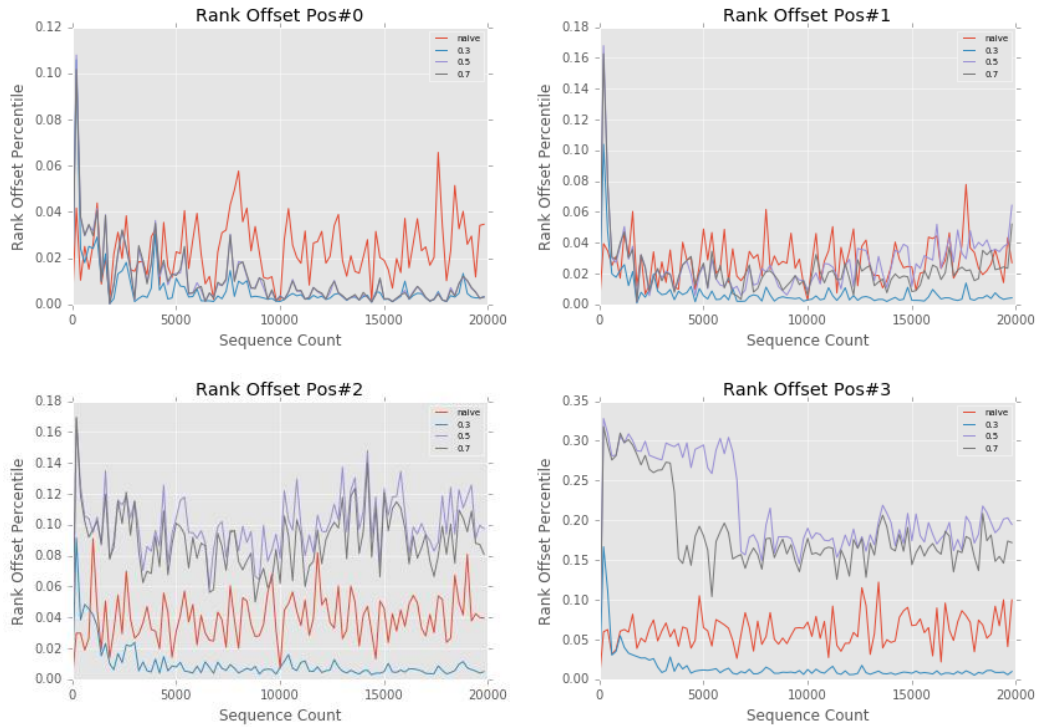 Rank Offset Pos#0
0.12
0.10
0.08
0.06
0.04
0.02
0.00
Rank Offset Percentile
naive
0.3
0.5
0.7
0 5000 10000 15000 20000
Sequence Count
Rank Offset Pos#1
0.18
0.16
0.14
0.12
0.10
0.08
0.06
0.04
0.02
0.00
Rank Offset Percentile
naive
0.3
0.5
0.7
0 5000 10000 15000 20000
Sequence Count
Rank Offset Pos#2
0.18
0.16
0.14
0.12
0.10
0.08
0.06
0.04
0.02
0.00
Rank Offset Percentile
naive
0.3
0.5
0.7
0 5000 10000 15000 20000
Sequence Count
Rank Offset Pos#3
0.35
0.30
0.25
0.20
0.15
0.10
0.05
0.00
Rank Offset Percentile
naive
0.3
0.5
0.7
0 5000 10000 15000 20000
Sequence Count